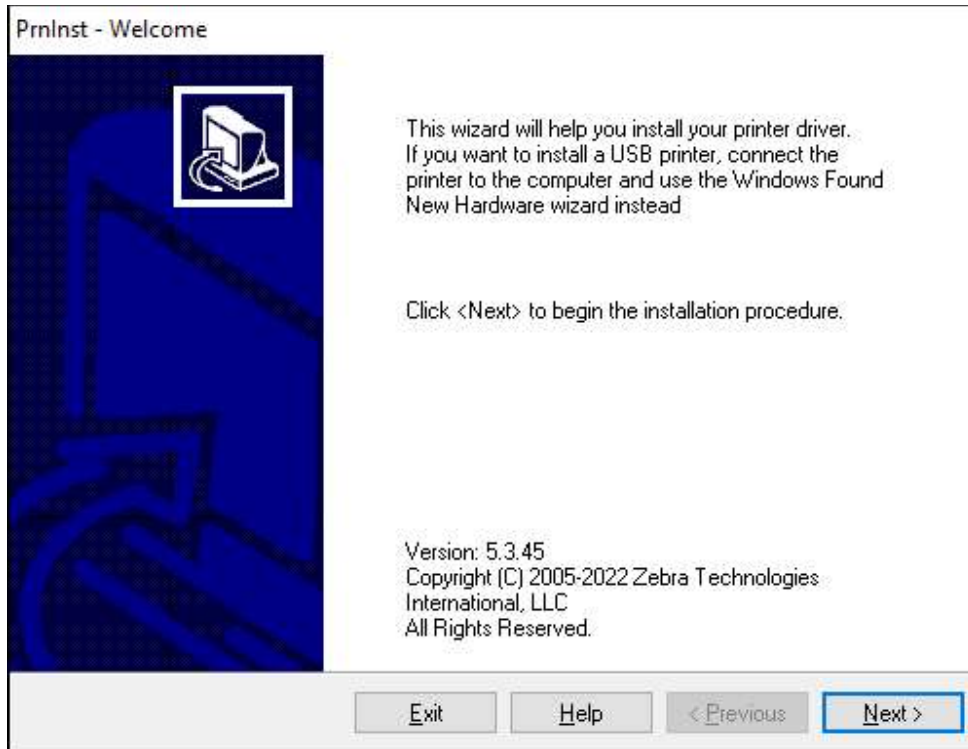 PrnInst - Welcome
This wizard will help you install your printer driver.
If you want to install a USB printer, connect the
printer to the computer and use the Windows Found
New Hardware wizard instead
Click <Next> to begin the installation procedure.
Version: 5.3.45
Copyright (C) 2005-2022 Zebra Technologies
International, LLC
All Rights Reserved.
Exit Help < Previous Next >